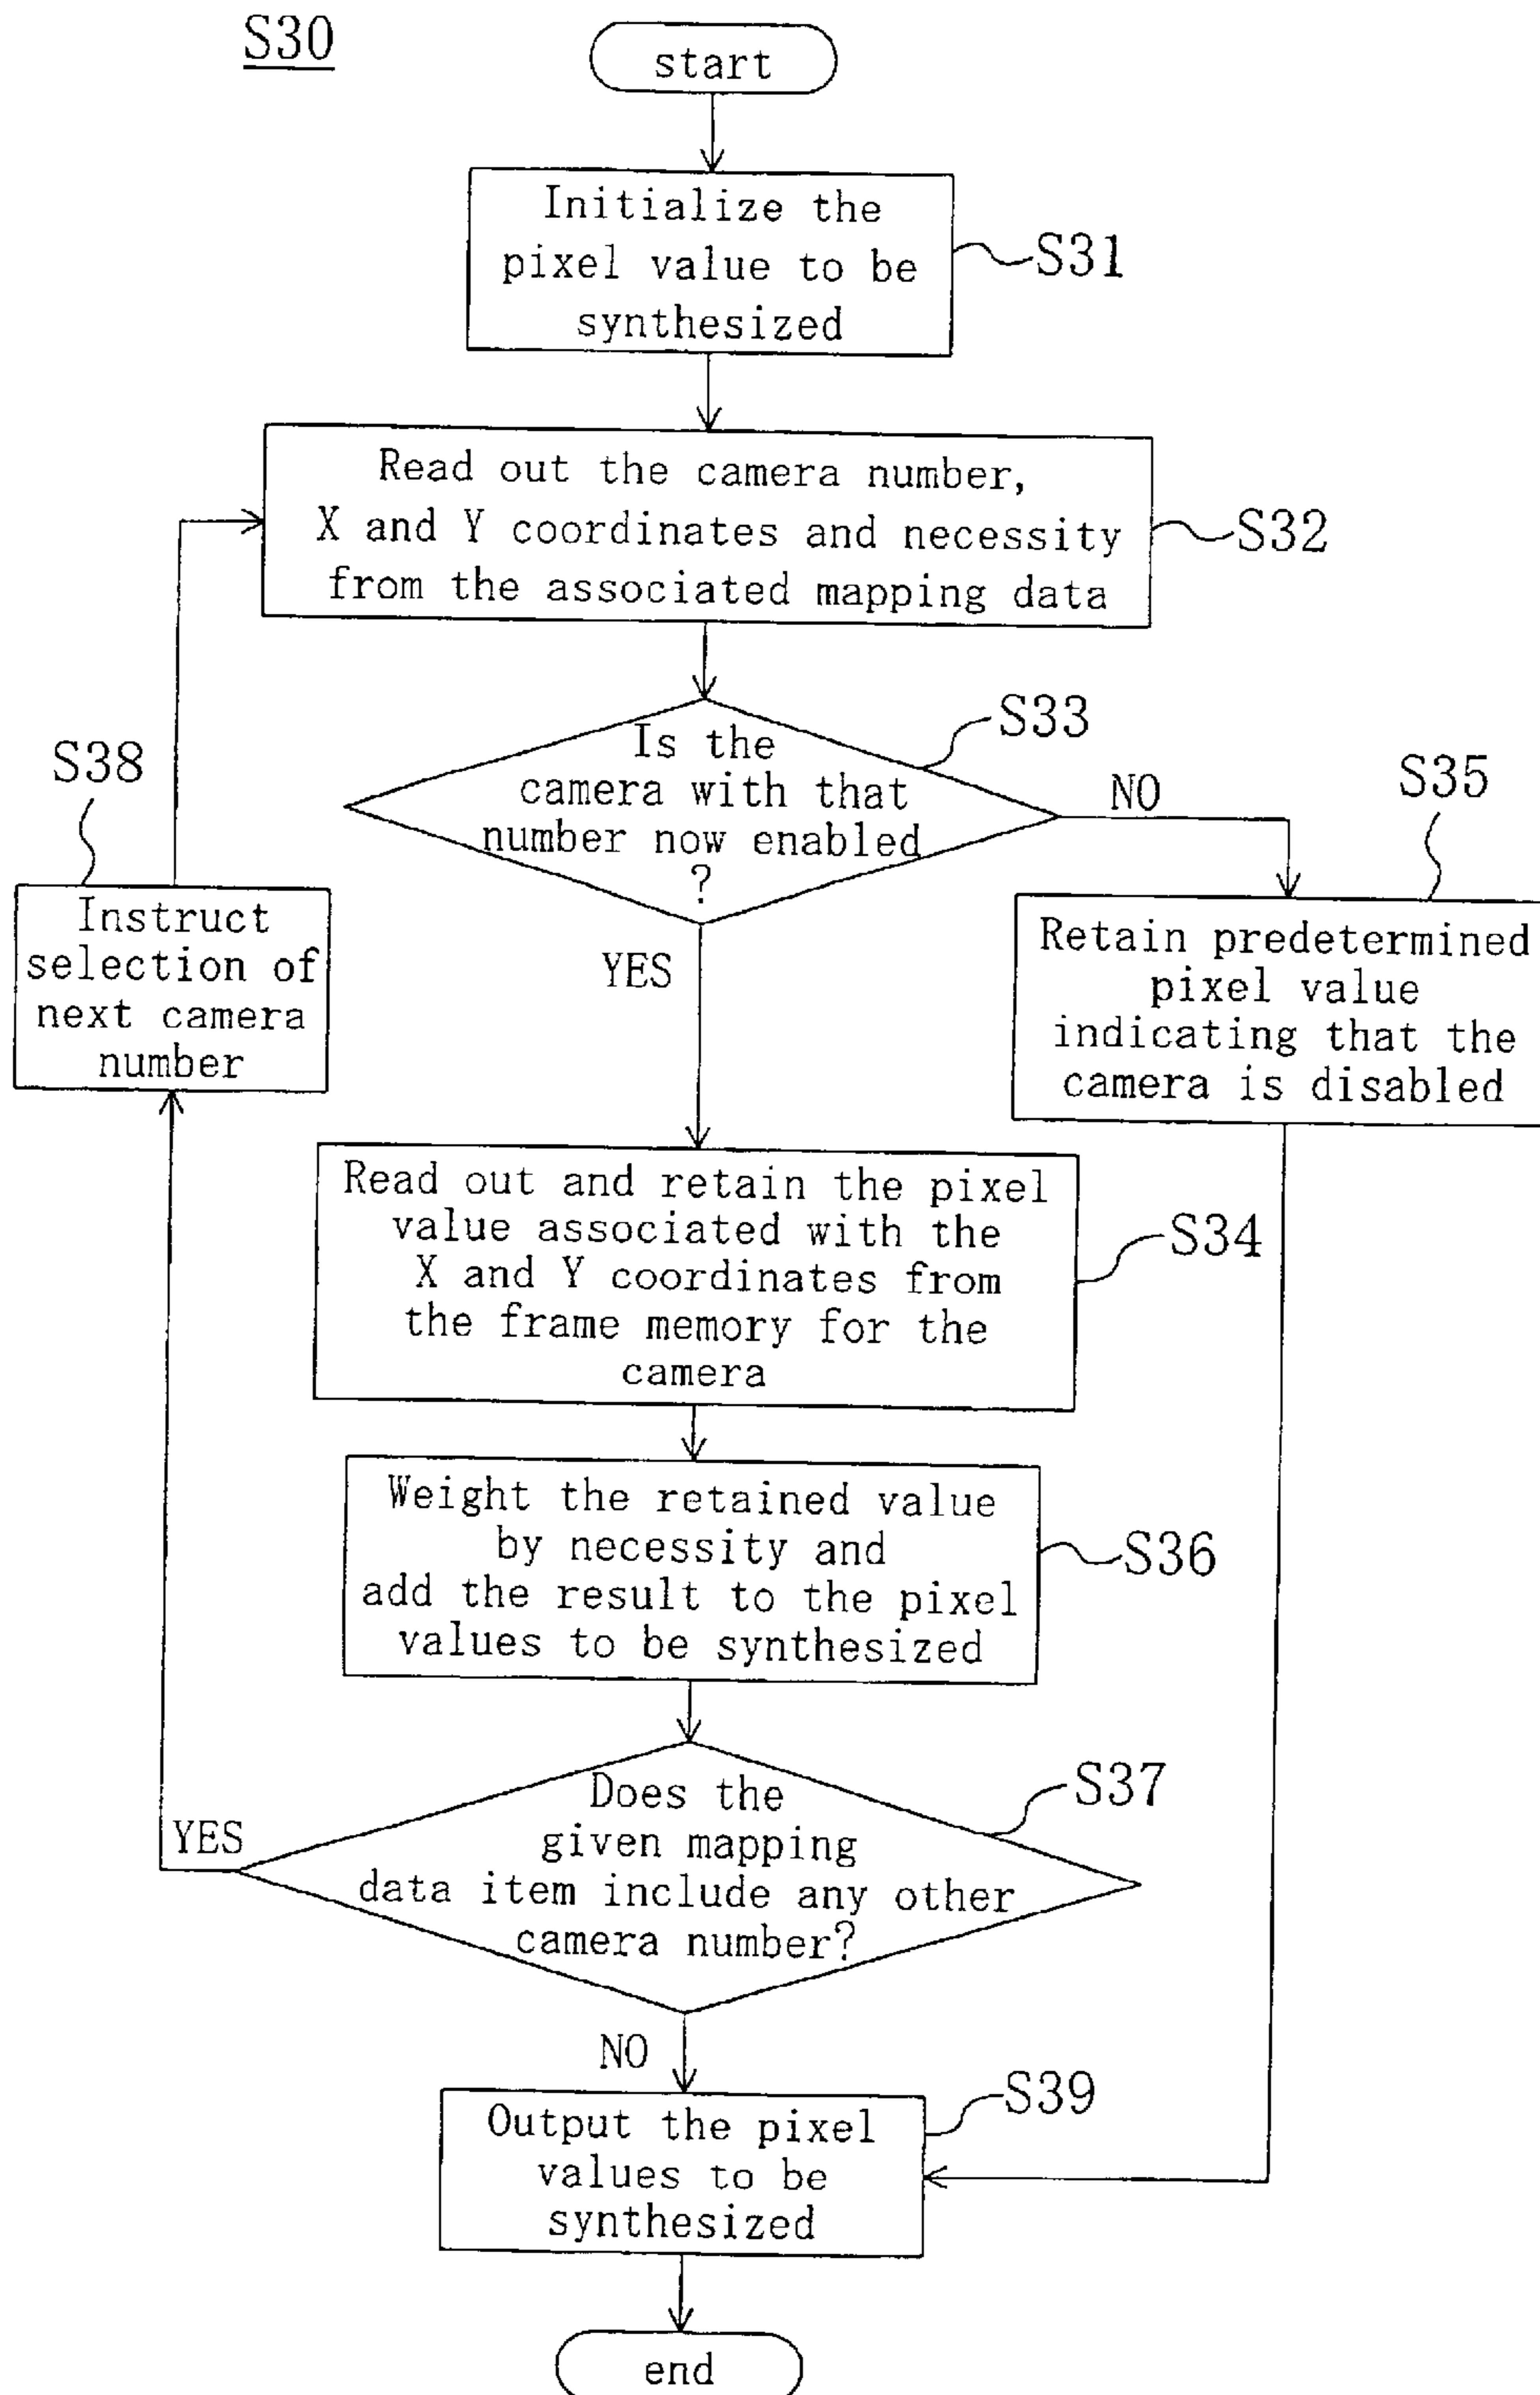 S30
start
Initialize the
pixel value to be
synthesized
S31
Read out the camera number,
X and Y coordinates and necessity
from the associated mapping data
S32
Is the
camera with that
number now enabled
?
S33
NO
YES
S38
Instruct
selection of
next camera
number
S35
Retain predetermined
pixel value
indicating that the
camera is disabled
Read out and retain the pixel
value associated with the
X and Y coordinates from
the frame memory for the
camera
S34
Weight the retained value
by necessity and
add the result to the pixel
values to be synthesized
S36
Does the
given mapping
data item include any other
camera number?
S37
YES
NO
Output the pixel
values to be
synthesized
S39
end